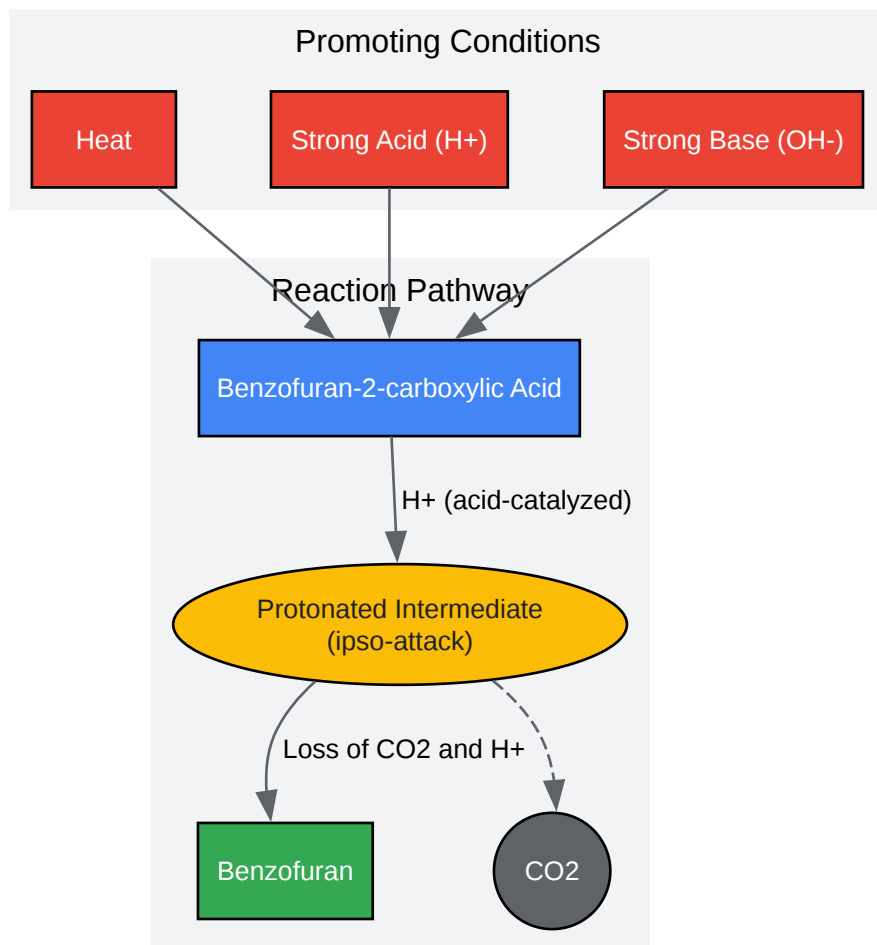 Promoting Conditions
Heat
Strong Acid (H+)
Strong Base (OH-)
Reaction Pathway
Benzofuran-2-carboxylic Acid
H+ (acid-catalyzed)
Protonated Intermediate
(ipso-attack)
Loss of CO2 and H+
Benzofuran
CO2